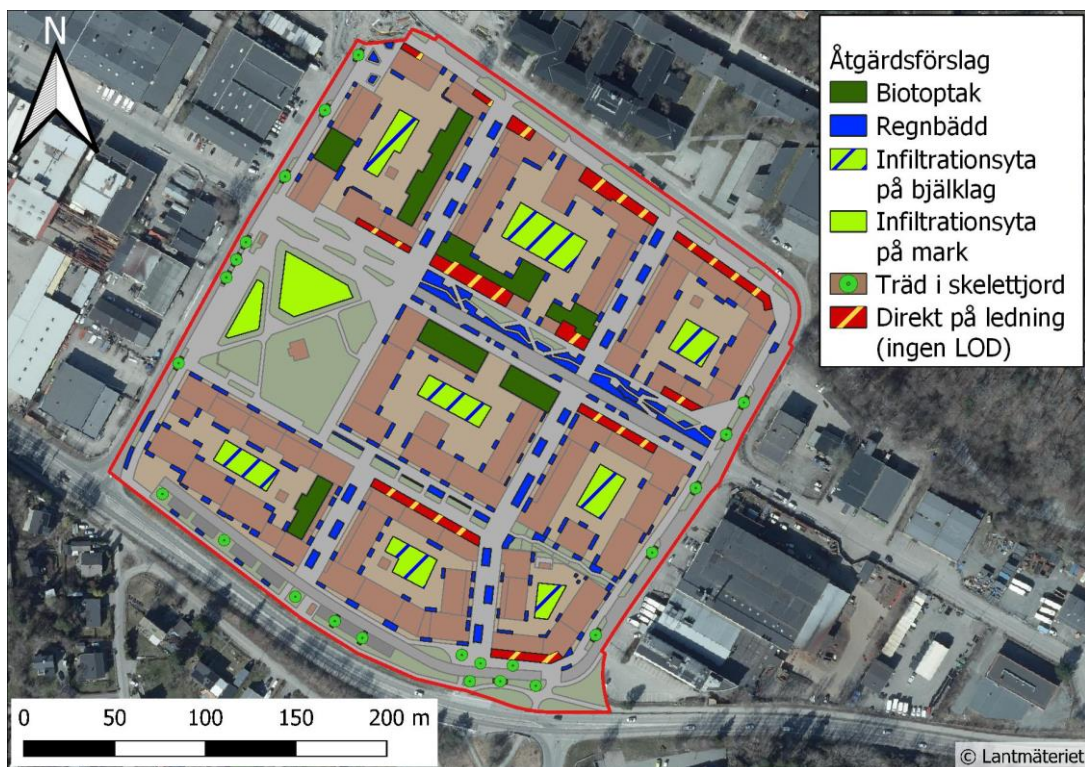 N
Åtgärdsförslag
Biotoptak
Regnbädd
Infiltrationsyta
på bjälklag
Infiltrationsyta
på mark
Träd i skelettjord
Direkt på ledning
(ingen LOD)
0 50 100 150 200 m
© Lantmäteriet